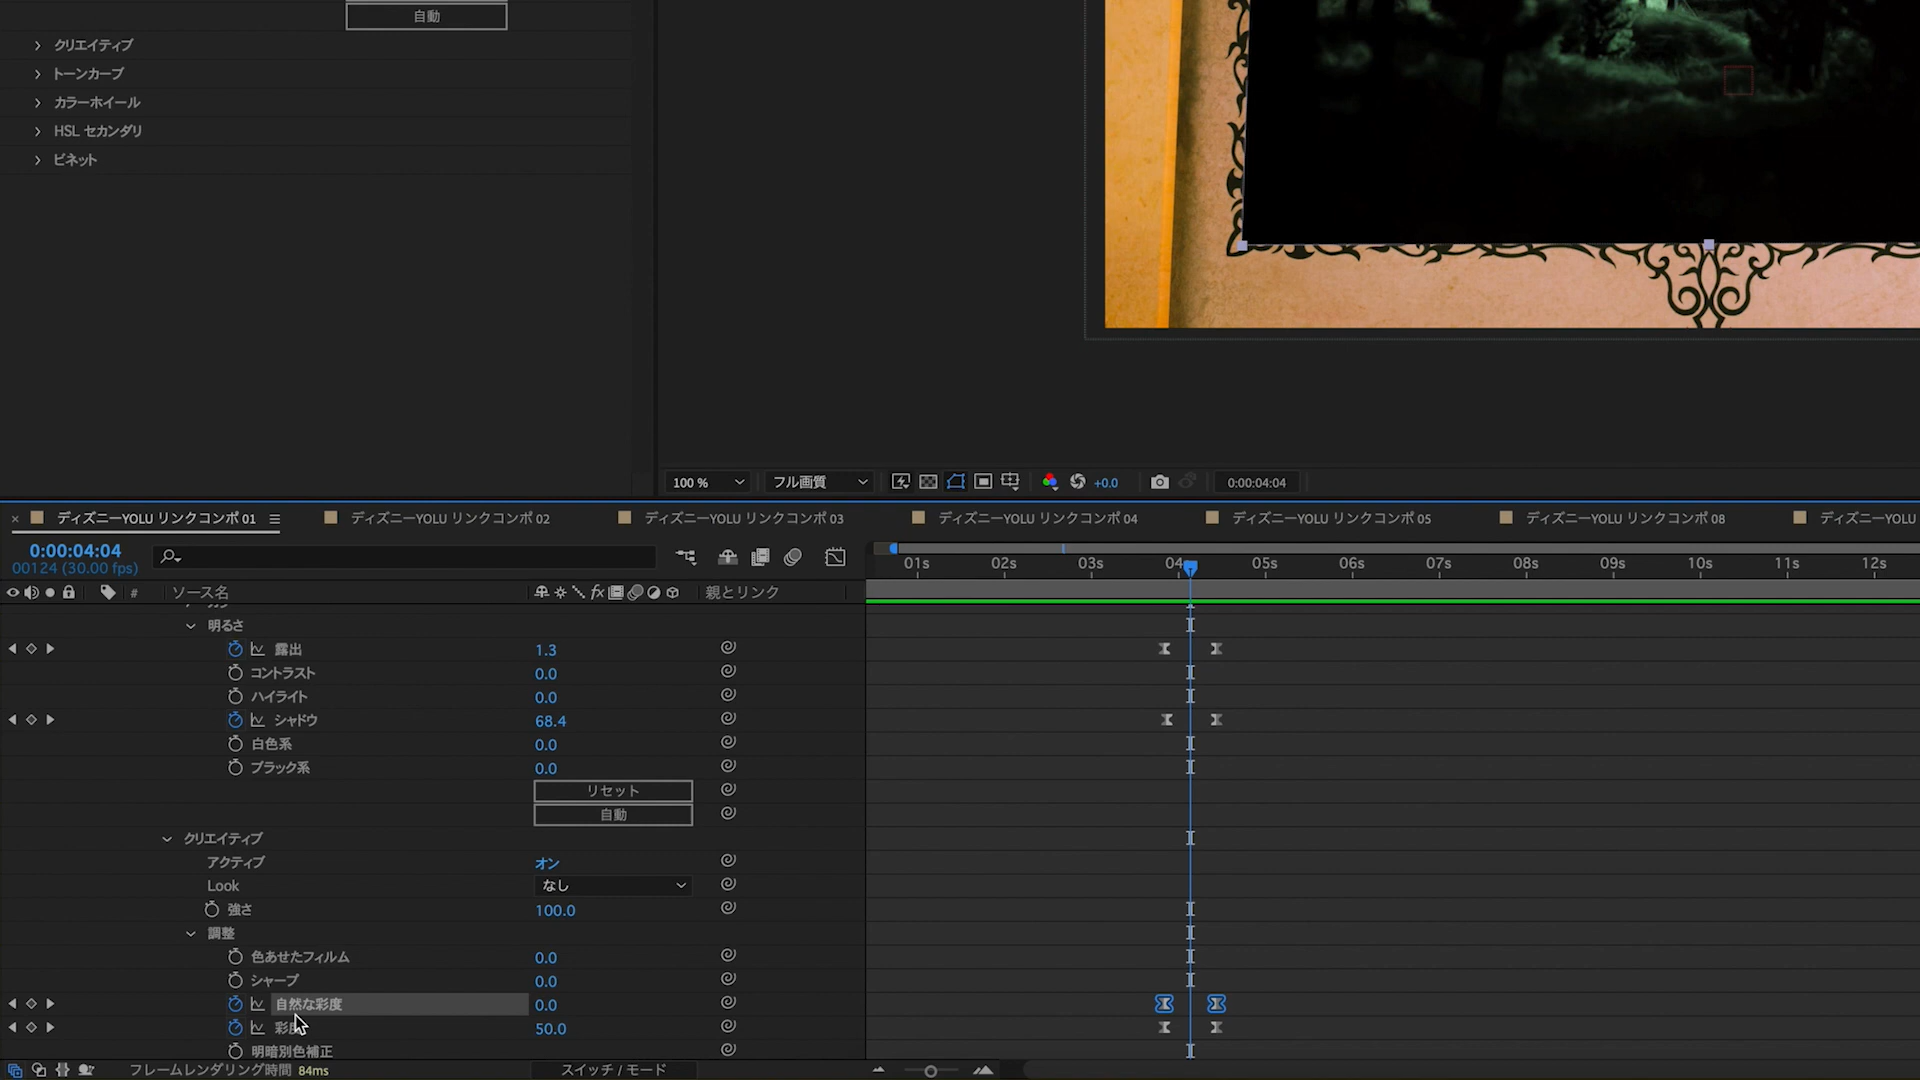 自動
クリエイティブ
トーンカーブ
カラーホイール
HSL セカンダリ
ビネット
100 %
フル画質
+0.0
0:00:04:04
ディズニーYOLU リンクコンポ 01
ディズニーYOLU リンクコンポ 02
ディズニーYOLU リンクコンポ 03
ディズニーYOLU リンクコンポ 04
ディズニーYOLU リンクコンポ 05
ディズニーYOLU リンクコンポ 08
ディズニーYOLU
0:00:04:04
00124 (30.00 fps)
01s 02s 03s 04 05s 06s 07s 08s 09s 10s 11s 12s
# ソース名 fx 親とリンク
明るさ
露出 1.3
コントラスト 0.0
ハイライト 0.0
シャドウ 68.4
白色系 0.0
ブラック系 0.0
リセット
自動
クリエイティブ
アクティブ オン
Look なし
強さ 100.0
調整
色あせたフィルム 0.0
シャープ 0.0
自然な彩度 0.0
彩 50.0
明暗別色補正
フレームレンダリング時間 84ms スイッチ / モード